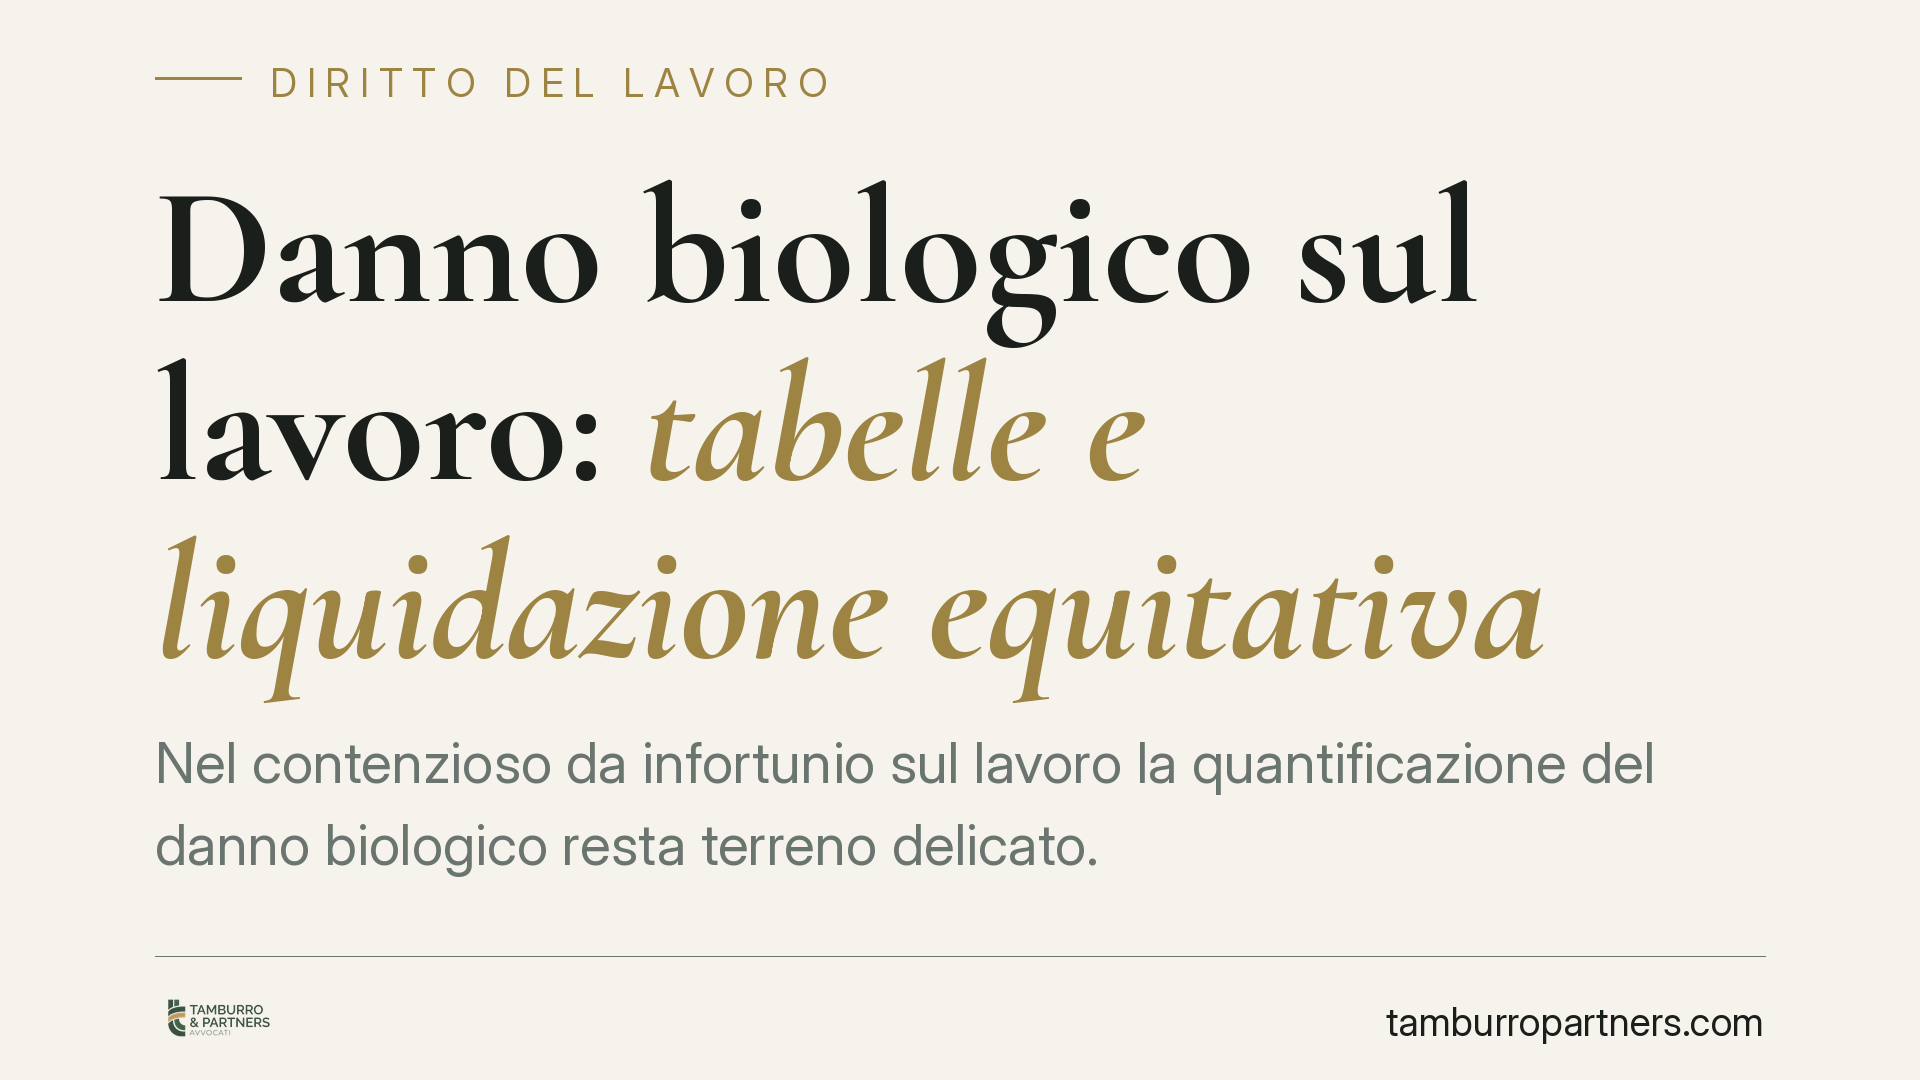 DIRITTO DEL LAVORO
Danno biologico sul
lavoro: tabelle e
liquidazione equitativa
Nel contenzioso da infortunio sul lavoro la quantificazione del
danno biologico resta terreno delicato.
TAMBURRO
& PARTNERS
AVVOCATI
tamburropartners.com